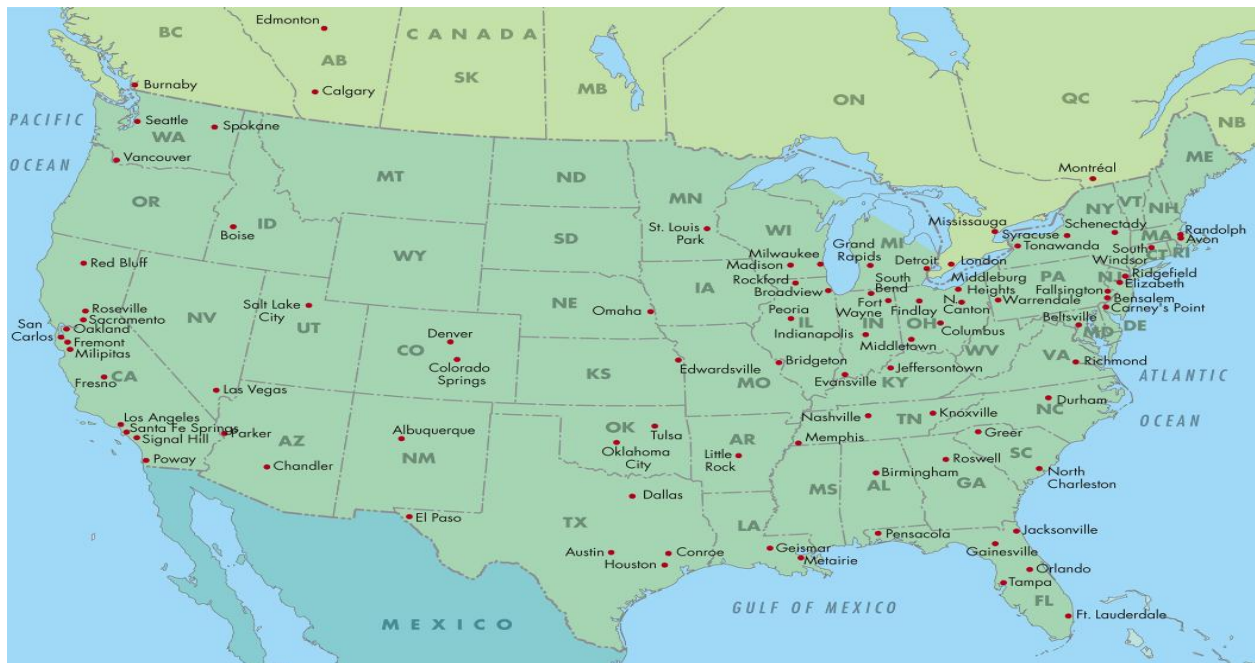 Edmonton
BC
CANADA
AB
SK
MB
ON
QC
NB
Burnaby
Calgary
PACIFIC
OCEAN
Seattle
WA
Spokane
Vancouver
Montréal
ME
MT
ND
MN
OR
ID
Boise
NY
VT
NH
Mississauga
Syracuse
Schenectady
MA
Randolph
Avon
St. Louis
Park
WI
MI
Tonawanda
South
Windsor
CT
RI
SD
WY
Red Bluff
Milwaukee
Madison
Rockford
Broadview
Grand
Rapids
Detroit
London
South
Bend
Middleburg
Heights
PA
NJ
Ridgefield
Elizabeth
Fallsington
Bensalem
Carney's Point
IA
NE
Omaha
Salt Lake
City
UT
NV
Roseville
Sacramento
San
Carlos
Oakland
Fremont
Milipitas
Peoria
IL
Indianapolis
IN
Fort
Wayne
Findlay
OH
N.
Canton
Warrendale
Columbus
Middletown
Beltsville
MD
DE
WV
VA
Richmond
Denver
CO
Colorado
Springs
KS
Edwardsville
MO
Bridgeton
Evansville
Jeffersontown
KY
ATLANTIC
OCEAN
Fresno
CA
Las Vegas
Los Angeles
Santa Fe Springs
Signal Hill
Poway
Parker
AZ
Chandler
Albuquerque
NM
OK
Tulsa
Oklahoma
City
AR
Little
Rock
Nashville
TN
Knoxville
Memphis
Durham
NC
Greer
SC
Roswell
North
Charleston
Birmingham
MS
AL
GA
El Paso
Dallas
TX
LA
Austin
Conroe
Houston
Geismar
Metairie
Pensacola
Jacksonville
Gainesville
Orlando
Tampa
FL
Ft. Lauderdale
GULF OF MEXICO
MEXICO